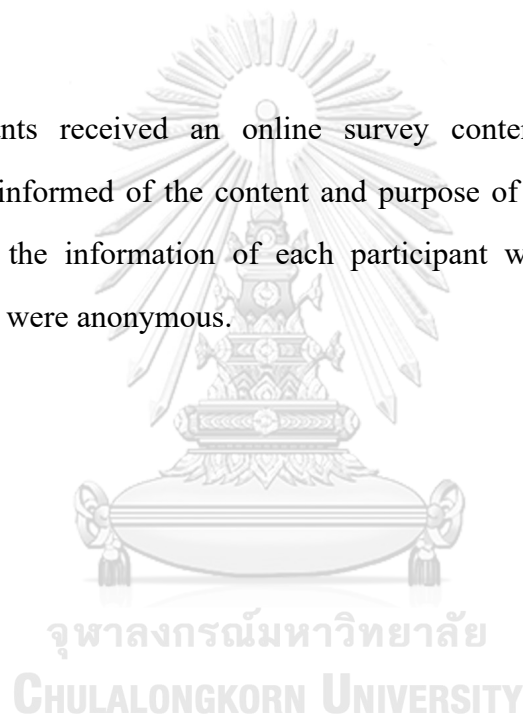 nts received an online survey conte
informed of the content and purpose of
the information of each participant w
were anonymous.
จุฬาลงกรณ์มหาวิทยาลัย
CHULALONGKORN UNIVERSITY